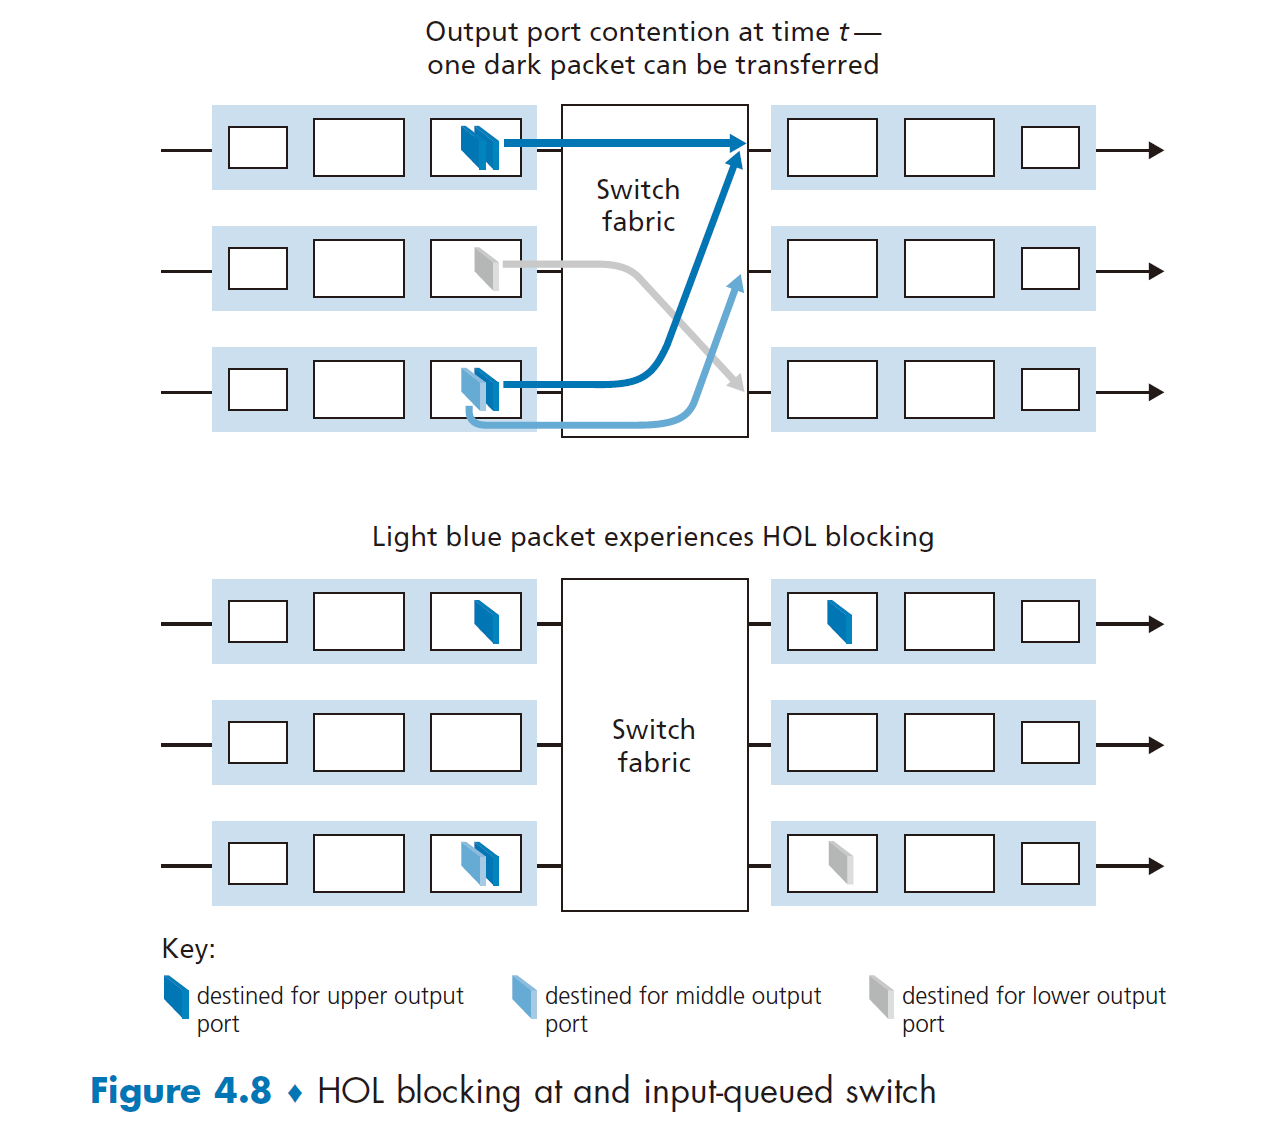 Output port contention at time t —
one dark packet can be transferred
Switch
fabric
Light blue packet experiences HOL blocking
Switch
fabric
Key:
destined for upper output
port
destined for middle output
port
destined for lower output
port
Figure 4.8 ♦ HOL blocking at and input-queued switch